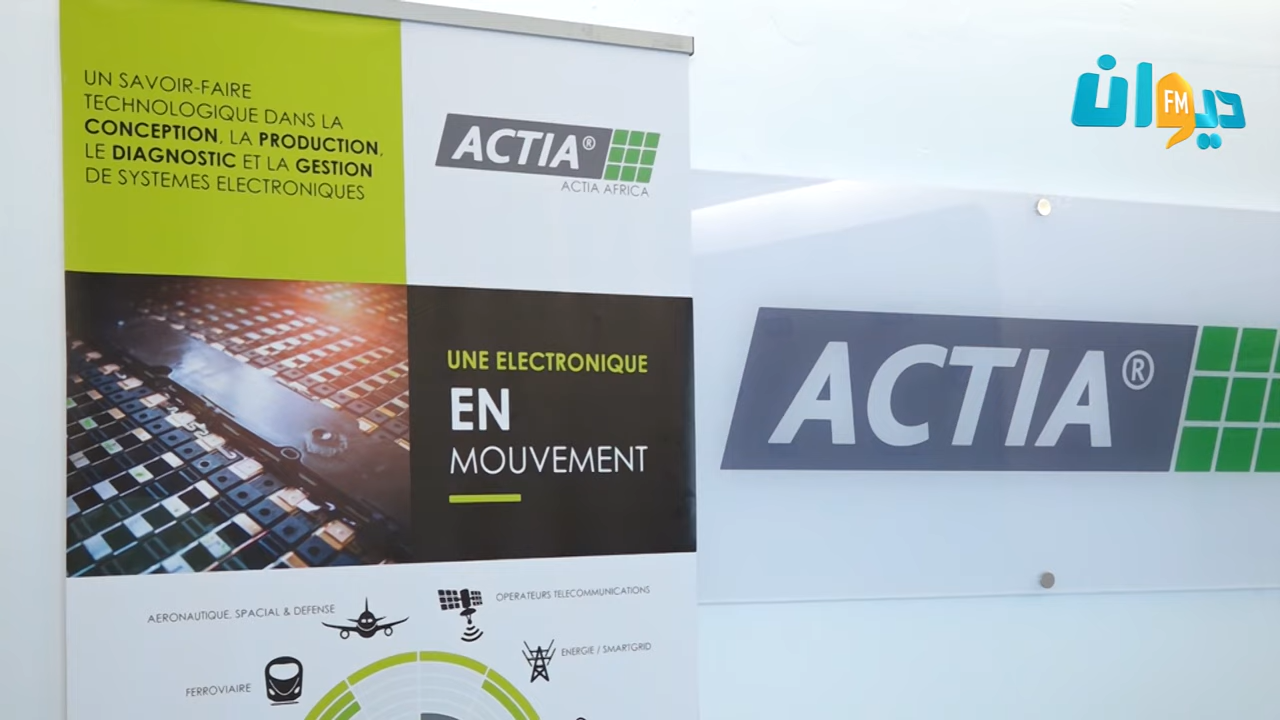 UN SAVOIR-FAIRE
TECHNOLOGIQUE DANS LA
CONCEPTION, LA PRODUCTION,
LE DIAGNOSTIC ET LA GESTION
DE SYSTEMES ELECTRONIQUES
ACTIA®
ACTIA AFRICA
UNE ELECTRONIQUE
EN
MOUVEMENT
AERONAUTIQUE, SPACIAL & DEFENSE
OPERATEURS TELECOMMUNICATIONS
ENERGIE / SMARTGRID
FERROVIAIRE
ديوان FM
ACTIA®